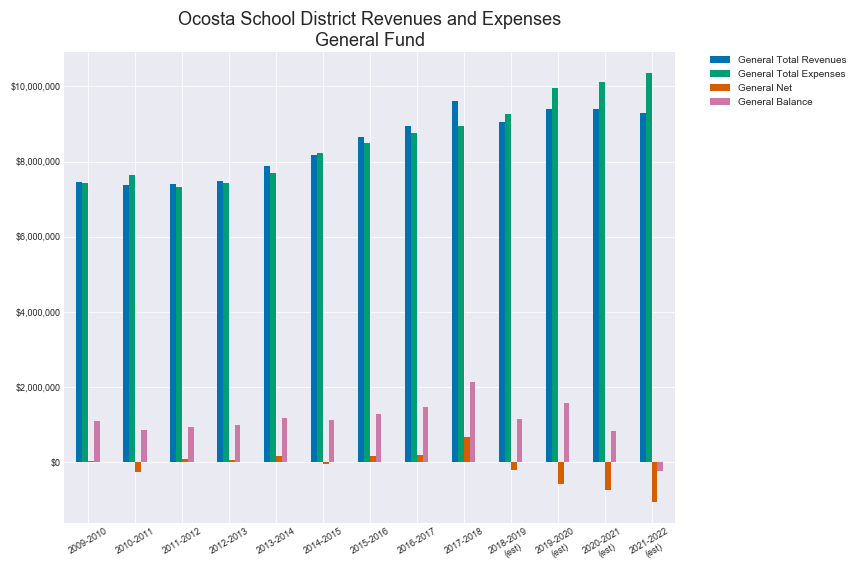 Ocosta School District Revenues and Expenses
General Fund
General Total Revenues
General Total Expenses
General Net
General Balance
$10,000,000
$8,000,000
$6,000,000
$4,000,000
$2,000,000
$0
2009-2010
2010-2011
2011-2012
2012-2013
2013-2014
2014-2015
2015-2016
2016-2017
2017-2018
2018-2019
(est)
2019-2020
(est)
2020-2021
(est)
2021-2022
(est)